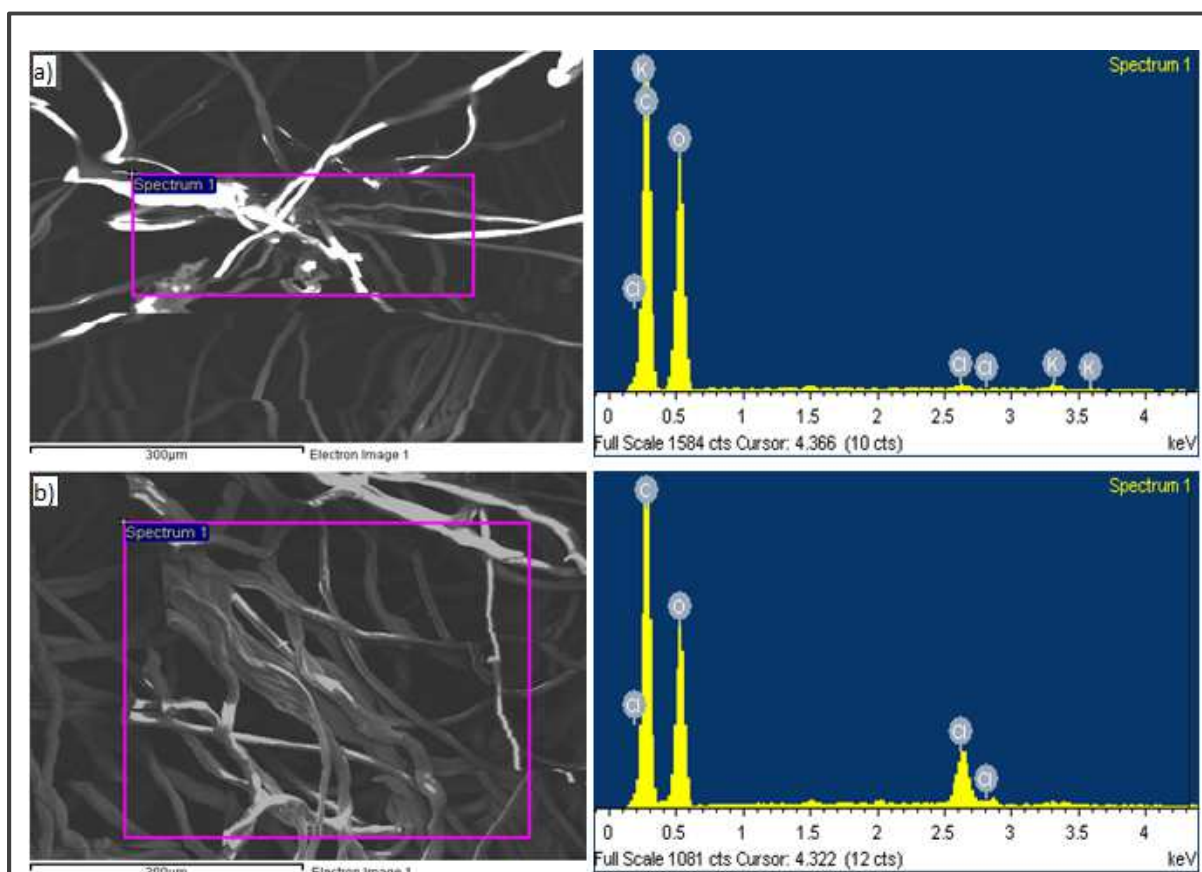 a)
Spectrum 1
300µm
Electron Image 1
Spectrum 1
K
C
O
Cl
Cl
Cl
K
K
0 0.5 1 1.5 2 2.5 3 3.5 4
Full Scale 1584 cts Cursor: 4.366 (10 cts)
keV
b)
Spectrum 1
300µm
Electron Image 1
Spectrum 1
C
O
Cl
Cl
Cl
0 0.5 1 1.5 2 2.5 3 3.5 4
Full Scale 1081 cts Cursor: 4.322 (12 cts)
keV